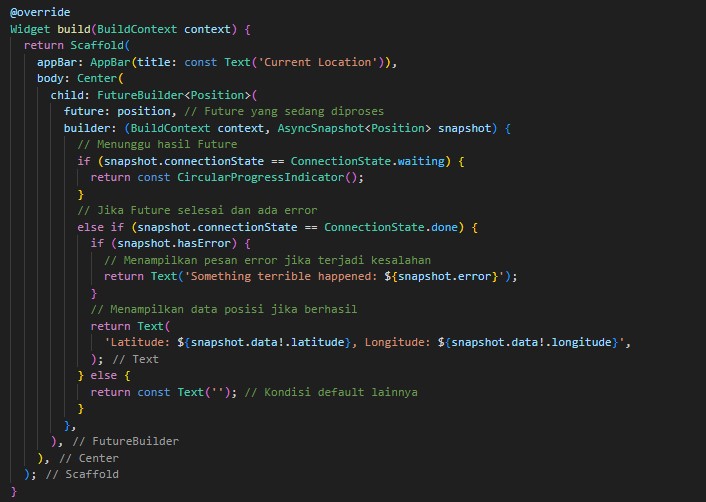 @override
Widget build(BuildContext context) {
  return Scaffold(
    appBar: AppBar(title: const Text('Current Location')),
    body: Center(
      child: FutureBuilder<Position>(
        future: position, // Future yang sedang diproses
        builder: (BuildContext context, AsyncSnapshot<Position> snapshot) {
          // Menunggu hasil Future
          if (snapshot.connectionState == ConnectionState.waiting) {
            return const CircularProgressIndicator();
          }
          // Jika Future selesai dan ada error
          else if (snapshot.connectionState == ConnectionState.done) {
            if (snapshot.hasError) {
              // Menampilkan pesan error jika terjadi kesalahan
              return Text('Something terrible happened: ${snapshot.error}');
            }
            // Menampilkan data posisi jika berhasil
            return Text(
              'Latitude: ${snapshot.data!.latitude}, Longitude: ${snapshot.data!.longitude}',
            ); // Text
          } else {
            return const Text(''); // Kondisi default lainnya
          }
        },
      ), // FutureBuilder
    ), // Center
  ); // Scaffold
}